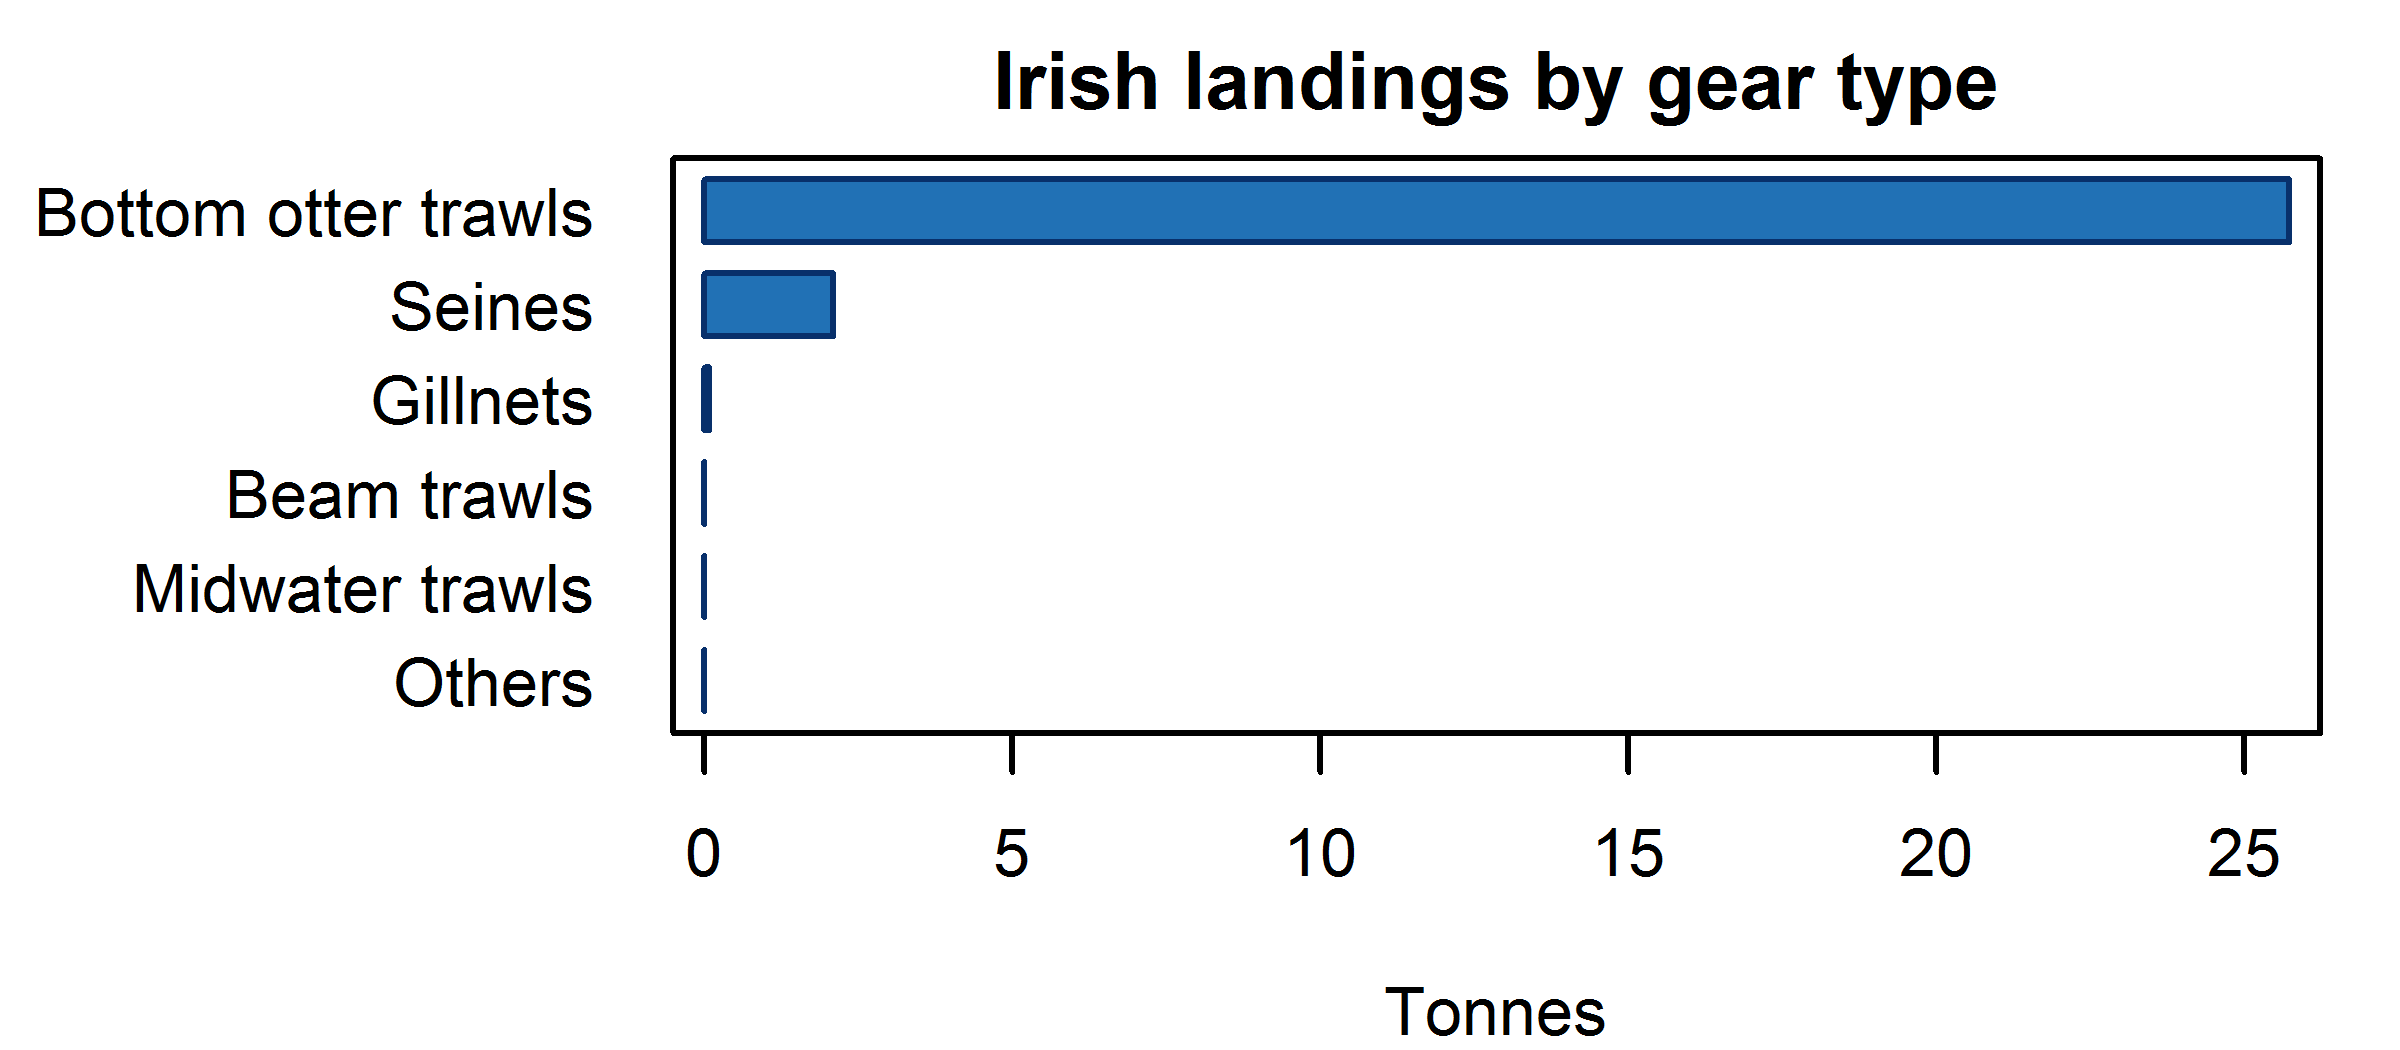 Irish landings by gear type
Bottom otter trawls
Seines
Gillnets
Beam trawls
Midwater trawls
Others
0 5 10 15 20 25
Tonnes